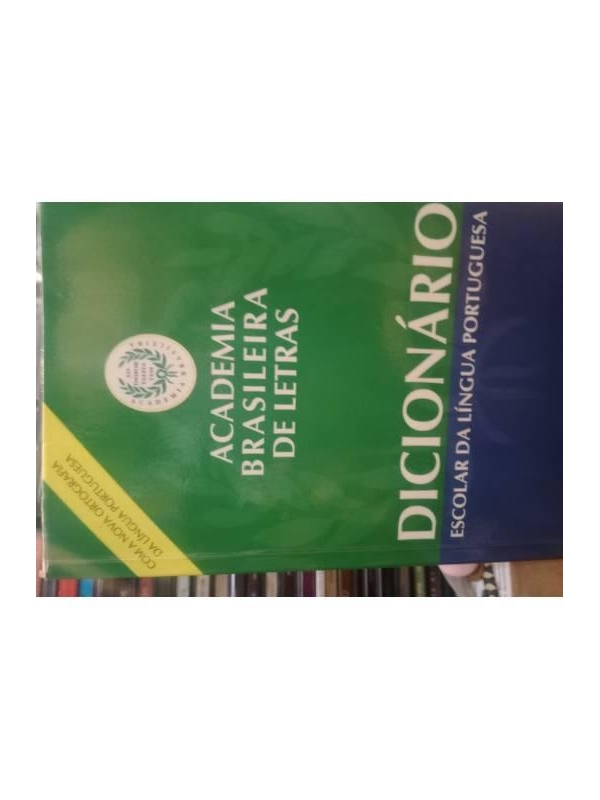 COM A NOVA ORTOGRAFIA
DA LÍNGUA PORTUGUESA
ACADEMIA
BRASILEIRA
DE LETRAS
DICIONÁRIO
ESCOLAR DA LÍNGUA PORTUGUESA